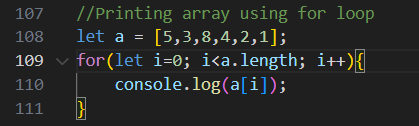 107 //Printing array using for loop
108 let a = [5,3,8,4,2,1];
109 for(let i=0; i<a.length; i++){
110 console.log(a[i]);
111 }